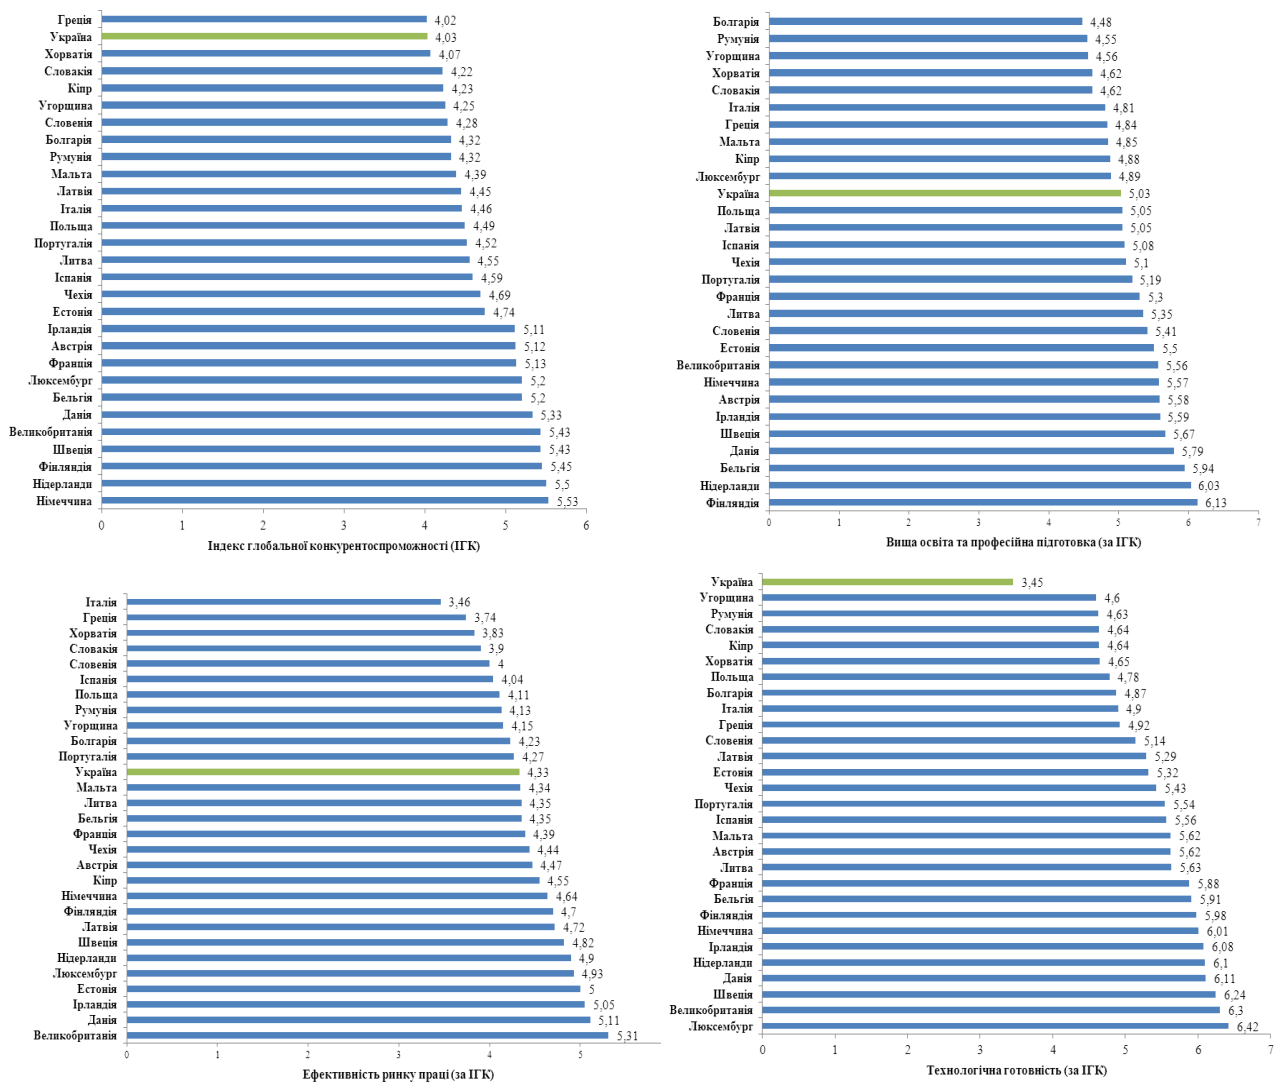 Греція 4,02
Україна 4,03
Хорватія 4,07
Словакія 4,22
Кіпр 4,23
Угорщина 4,25
Словенія 4,28
Болгарія 4,32
Румунія 4,32
Мальта 4,39
Латвія 4,45
Італія 4,46
Польща 4,49
Португалія 4,52
Литва 4,55
Іспанія 4,59
Чехія 4,69
Естонія 4,74
Ірландія 5,11
Австрія 5,12
Франція 5,13
Люксембург 5,2
Бельгія 5,2
Данія 5,33
Великобританія 5,43
Швеція 5,43
Фінляндія 5,45
Нідерланди 5,5
Німеччина 5,53
0 1 2 3 4 5 6
Індекс глобальної конкурентоспроможності (ІГК)
Болгарія 4,48
Румунія 4,55
Угорщина 4,56
Хорватія 4,62
Словакія 4,62
Італія 4,81
Греція 4,84
Мальта 4,85
Кіпр 4,88
Люксембург 4,89
Україна 5,03
Польща 5,05
Латвія 5,05
Іспанія 5,08
Чехія 5,1
Португалія 5,19
Франція 5,3
Литва 5,35
Словенія 5,41
Естонія 5,5
Великобританія 5,56
Німеччина 5,57
Австрія 5,58
Ірландія 5,59
Швеція 5,67
Данія 5,79
Бельгія 5,94
Нідерланди 6,03
Фінляндія 6,13
0 1 2 3 4 5 6 7
Вища освіта та професійна підготовка (за ІГК)
Італія 3,46
Греція 3,74
Хорватія 3,83
Словакія 3,9
Словенія 4
Іспанія 4,04
Польща 4,11
Румунія 4,13
Угорщина 4,15
Болгарія 4,23
Португалія 4,27
Україна 4,33
Мальта 4,34
Литва 4,35
Бельгія 4,35
Франція 4,39
Чехія 4,44
Австрія 4,47
Кіпр 4,55
Німеччина 4,64
Фінляндія 4,7
Латвія 4,72
Швеція 4,82
Нідерланди 4,9
Люксембург 4,93
Естонія 5
Ірландія 5,05
Данія 5,11
Великобританія 5,31
0 1 2 3 4 5
Ефективність ринку праці (за ІГК)
Україна 3,45
Угорщина 4,6
Румунія 4,63
Словакія 4,64
Кіпр 4,64
Хорватія 4,65
Польща 4,78
Болгарія 4,87
Італія 4,9
Греція 4,92
Словенія 5,14
Латвія 5,29
Естонія 5,32
Чехія 5,43
Португалія 5,54
Іспанія 5,56
Мальта 5,62
Австрія 5,62
Литва 5,63
Франція 5,88
Бельгія 5,91
Фінляндія 5,98
Німеччина 6,01
Ірландія 6,08
Нідерланди 6,1
Данія 6,11
Швеція 6,24
Великобританія 6,3
Люксембург 6,42
0 1 2 3 4 5 6 7
Технологічна готовність (за ІГК)